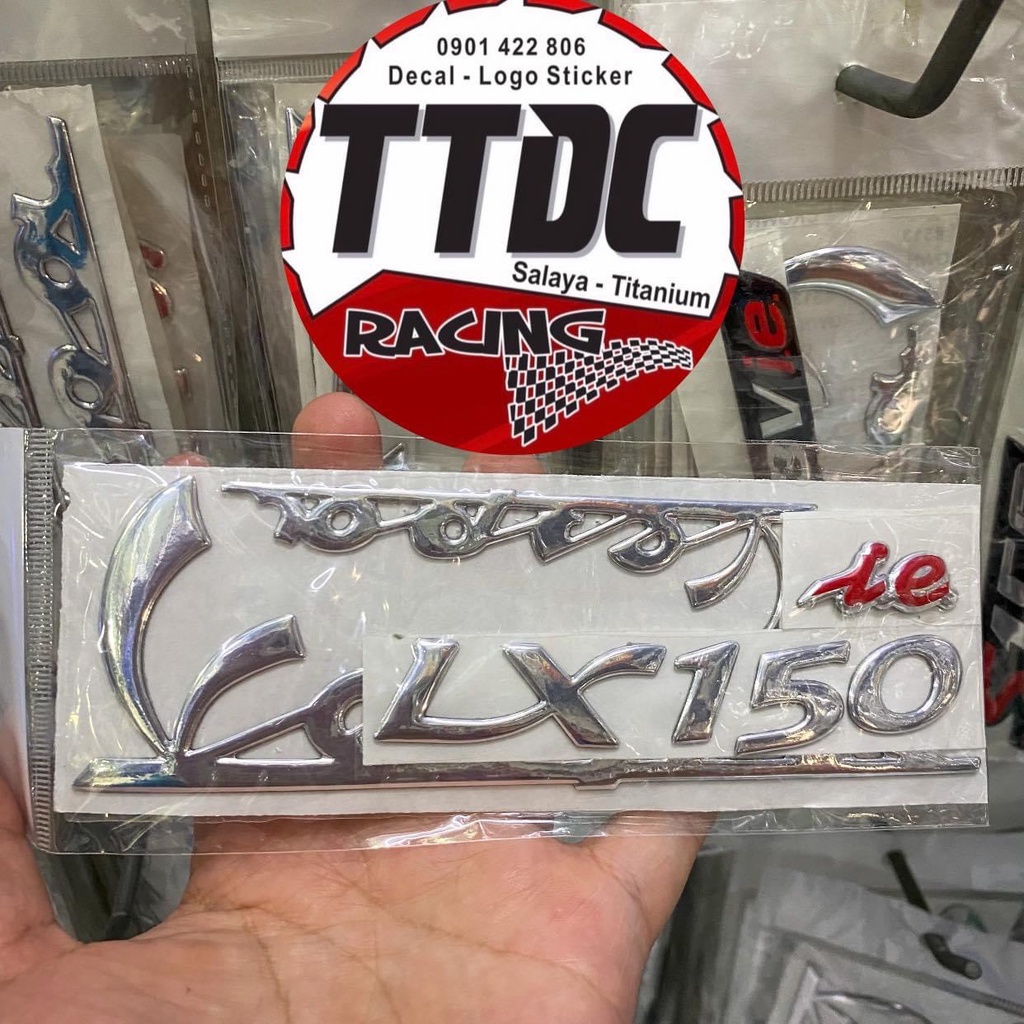 0901 422 806
Decal - Logo Sticker
TTDC
Salaya - Titanium
RACING
Vespa
ie
LX150